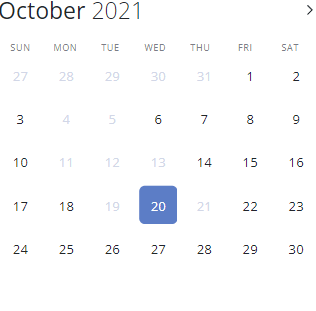 October 2021
SUN MON TUE WED THU FRI SAT
27 28 29 30 31 1 2
3 4 5 6 7 8 9
10 11 12 13 14 15 16
17 18 19 20 21 22 23
24 25 26 27 28 29 30